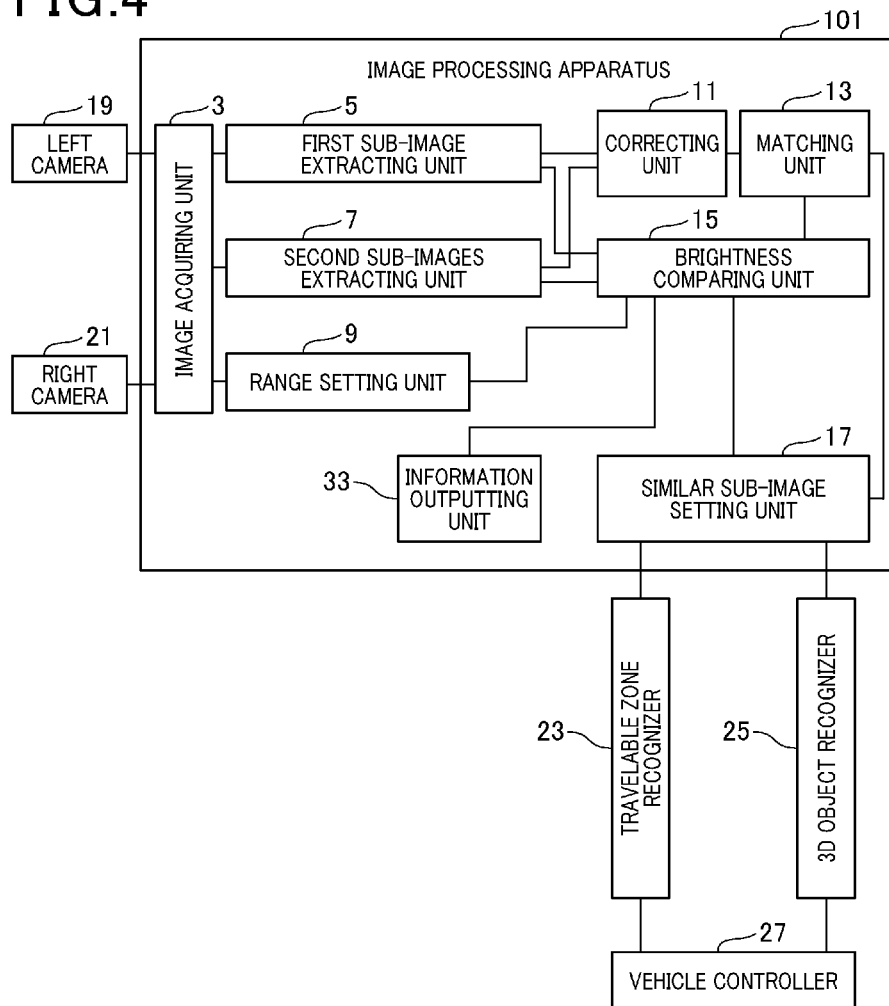 FIG.4
101
IMAGE PROCESSING APPARATUS
19
LEFT
CAMERA
3
IMAGE ACQUIRING UNIT
5
FIRST SUB-IMAGE
EXTRACTING UNIT
11
CORRECTING
UNIT
13
MATCHING
UNIT
7
SECOND SUB-IMAGES
EXTRACTING UNIT
15
BRIGHTNESS
COMPARING UNIT
21
RIGHT
CAMERA
9
RANGE SETTING UNIT
33
INFORMATION
OUTPUTTING
UNIT
17
SIMILAR SUB-IMAGE
SETTING UNIT
23
TRAVELABLE ZONE
RECOGNIZER
25
3D OBJECT RECOGNIZER
27
VEHICLE CONTROLLER